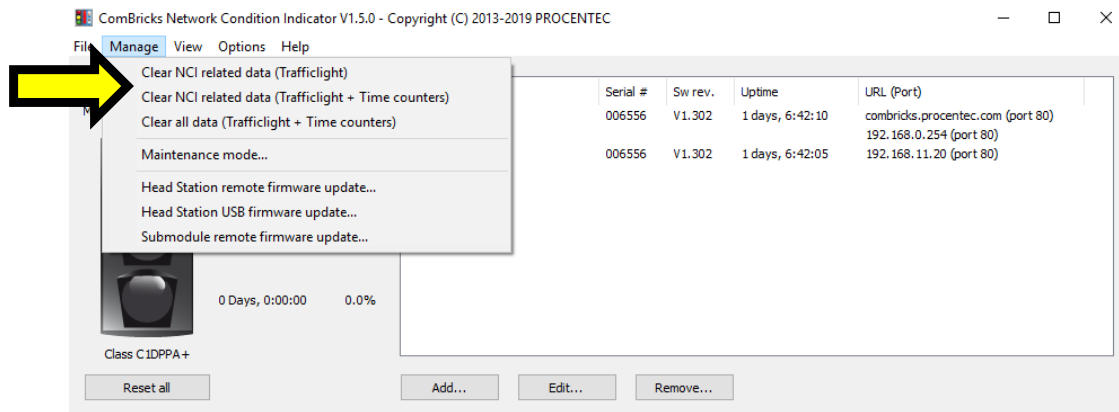 ComBricks Network Condition Indicator V1.5.0 - Copyright (C) 2013-2019 PROCENTEC
File Manage View Options Help
Clear NCI related data (Trafficlight)
Clear NCI related data (Trafficlight + Time counters)
Clear all data (Trafficlight + Time counters)
Maintenance mode...
Head Station remote firmware update...
Head Station USB firmware update...
Submodule remote firmware update...
Serial # Sw rev. Uptime URL (Port)
006556 V1.302 1 days, 6:42:10 combricks.procentec.com (port 80)
192.168.0.254 (port 80)
006556 V1.302 1 days, 6:42:05 192.168.11.20 (port 80)
0 Days, 0:00:00 0.0%
Class C1DPPA+
Reset all Add... Edit... Remove...